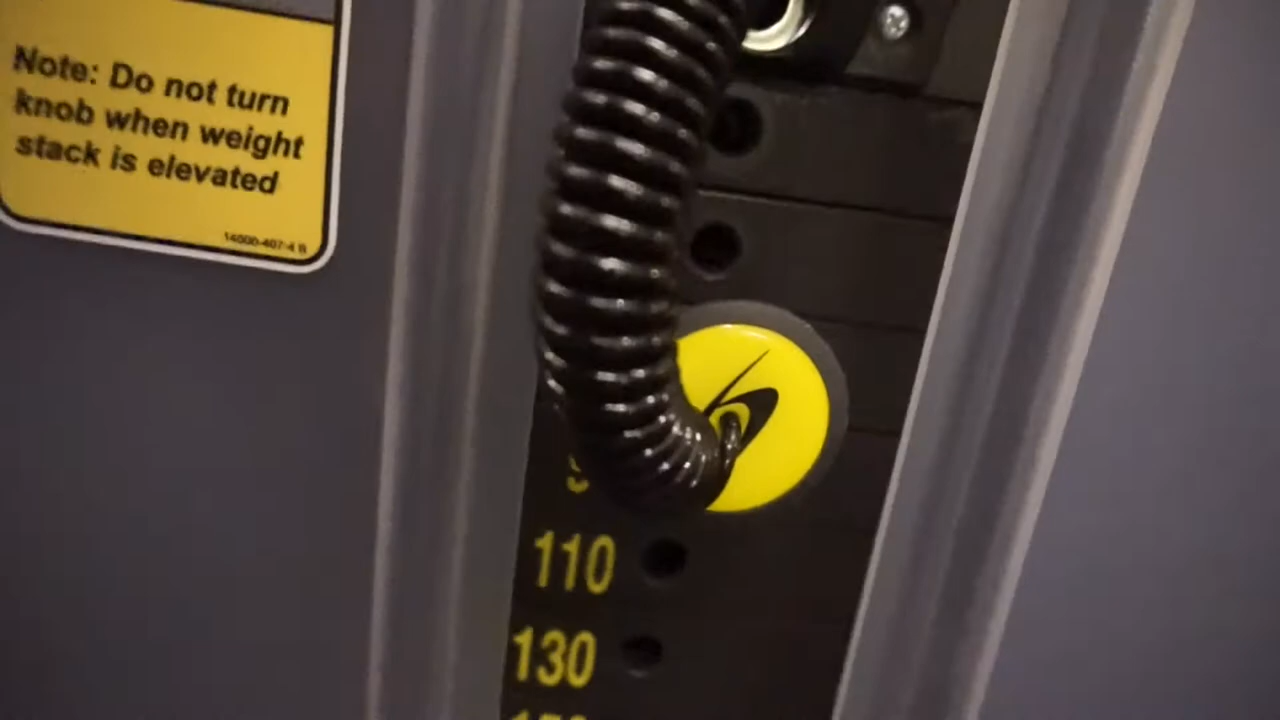 Note: Do not turn
knob when weight
stack is elevated
14000-407-4 B
110
130